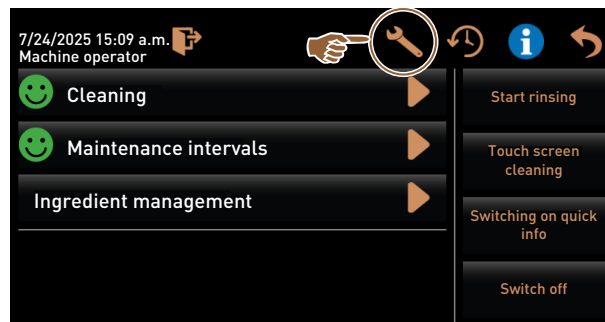 7/24/2025 15:09 a.m.
Machine operator
Cleaning
Maintenance intervals
Ingredient management
Start rinsing
Touch screen
cleaning
Switching on quick
info
Switch off